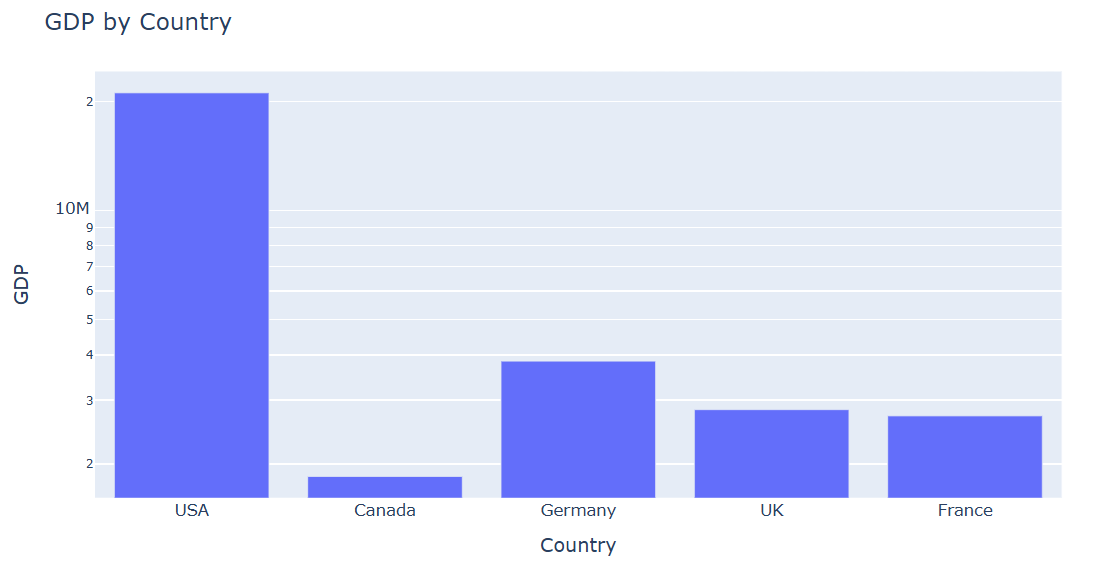 GDP by Country
2
10M
9
8
7
6
5
4
3
2
GDP
USA
Canada
Germany
UK
France
Country